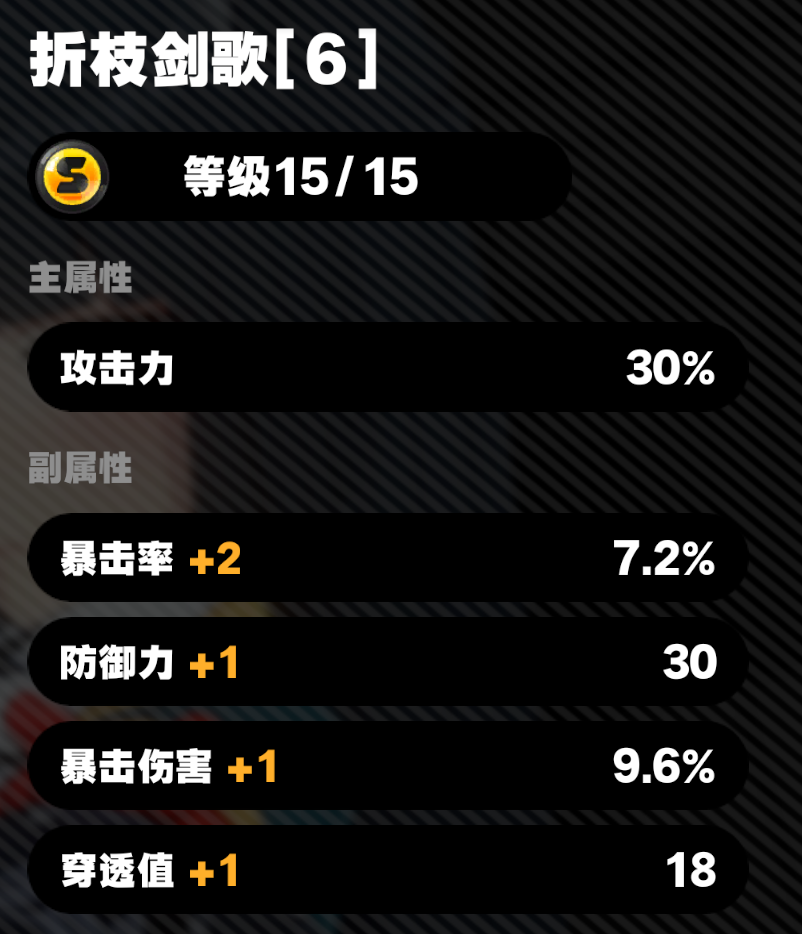 折枝剑歌[6]
S 等级15/15
主属性
攻击力 30%
副属性
暴击率 +2 7.2%
防御力 +1 30
暴击伤害 +1 9.6%
穿透值 +1 18